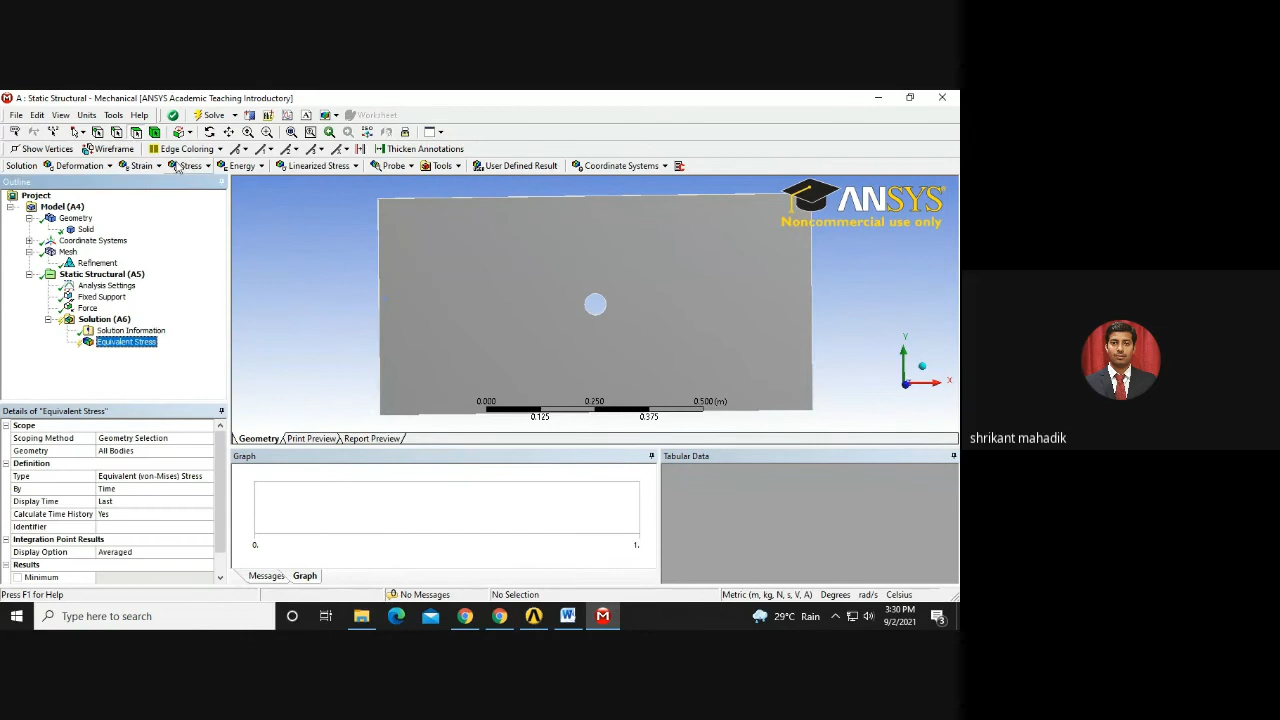 A : Static Structural - Mechanical [ANSYS Academic Teaching Introductory]
File Edit View Units Tools Help Solve Worksheet
Show Vertices Wireframe Edge Coloring Thicken Annotations
Solution Deformation Strain Stress Energy Linearized Stress Probe Tools User Defined Result Coordinate Systems
Outline
Project
Model (A4)
Geometry
Solid
Coordinate Systems
Mesh
Refinement
Static Structural (A5)
Analysis Settings
Fixed Support
Force
Solution (A6)
Solution Information
Equivalent Stress
ANSYS
Noncommercial use only
Y
X
0.000 0.250 0.500 (m)
0.125 0.375
Geometry Print Preview Report Preview
Details of "Equivalent Stress"
Scope
Scoping Method Geometry Selection
Geometry All Bodies
Definition
Type Equivalent (von-Mises) Stress
By Time
Display Time Last
Calculate Time History Yes
Identifier
Integration Point Results
Display Option Averaged
Results
Minimum
Graph
0. 1.
Messages Graph
Tabular Data
Press F1 for Help No Messages No Selection Metric (m, kg, N, s, V, A) Degrees rad/s Celsius
Type here to search
29°C Rain
3:30 PM
9/2/2021
3
shrikant mahadik